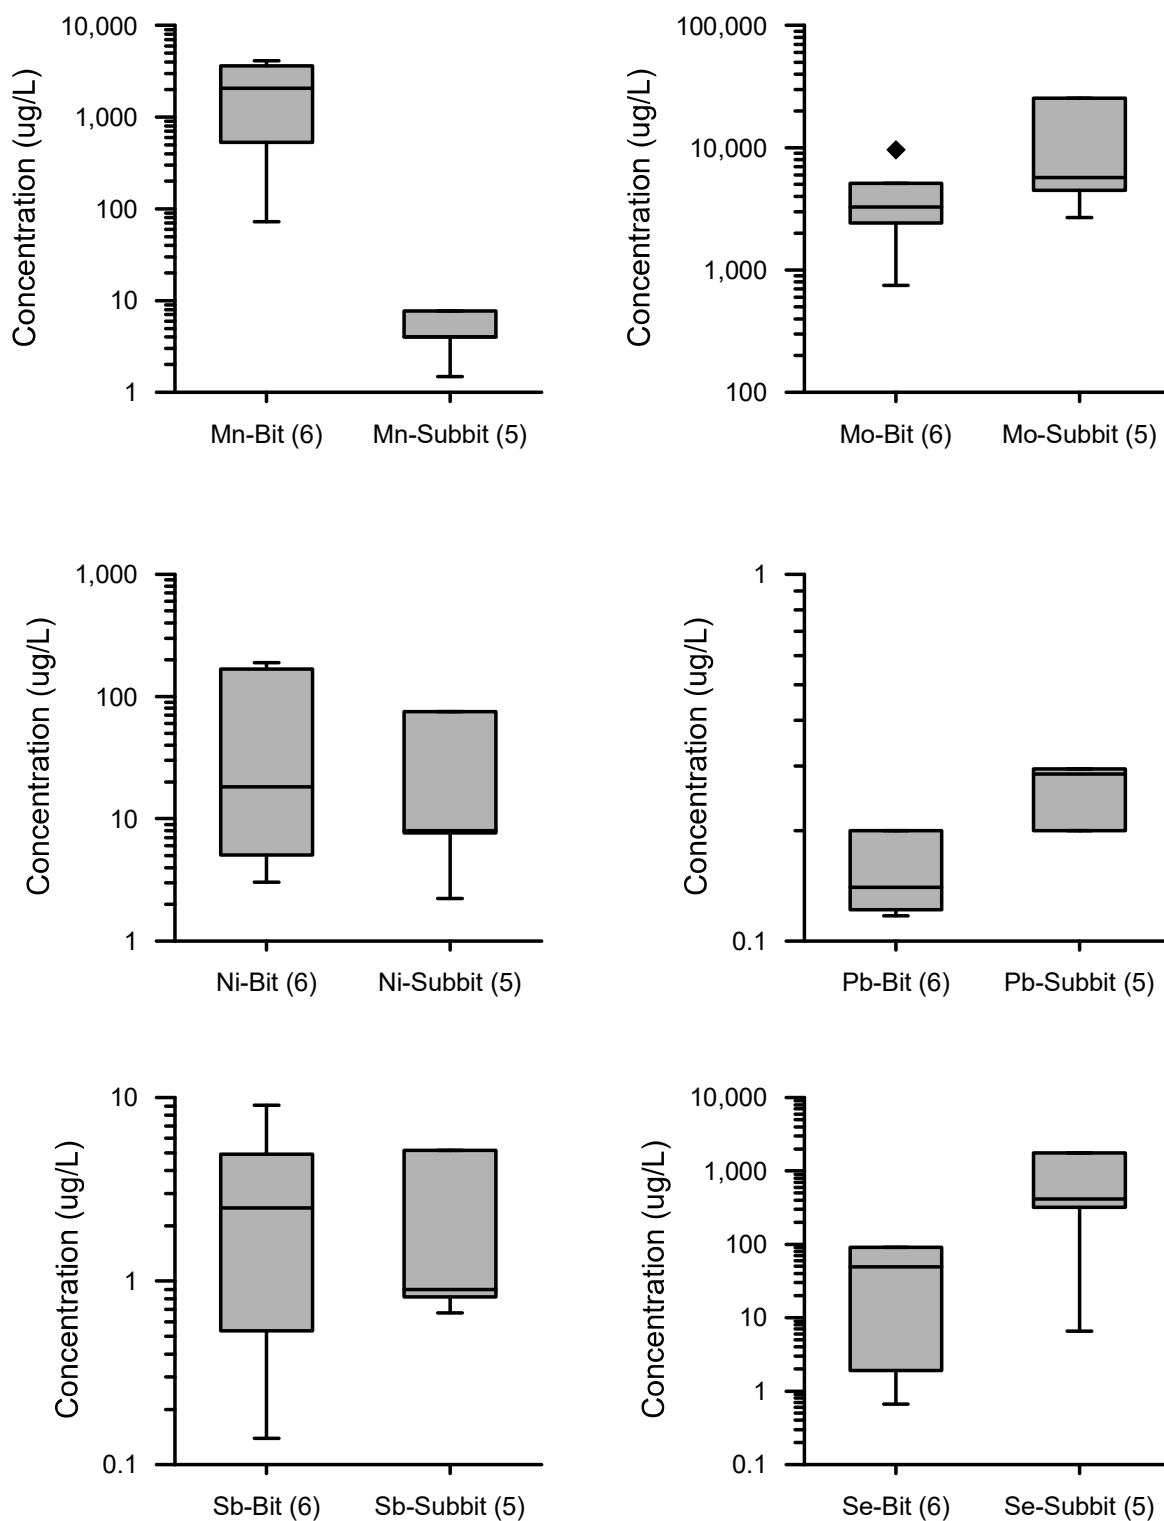 10,000
1,000
100
10
1
Concentration (ug/L)
Mn-Bit (6)
Mn-Subbit (5)
100,000
10,000
1,000
100
Concentration (ug/L)
Mo-Bit (6)
Mo-Subbit (5)
1,000
100
10
1
Concentration (ug/L)
Ni-Bit (6)
Ni-Subbit (5)
1
0.1
Concentration (ug/L)
Pb-Bit (6)
Pb-Subbit (5)
10
1
0.1
Concentration (ug/L)
Sb-Bit (6)
Sb-Subbit (5)
10,000
1,000
100
10
1
0.1
Concentration (ug/L)
Se-Bit (6)
Se-Subbit (5)